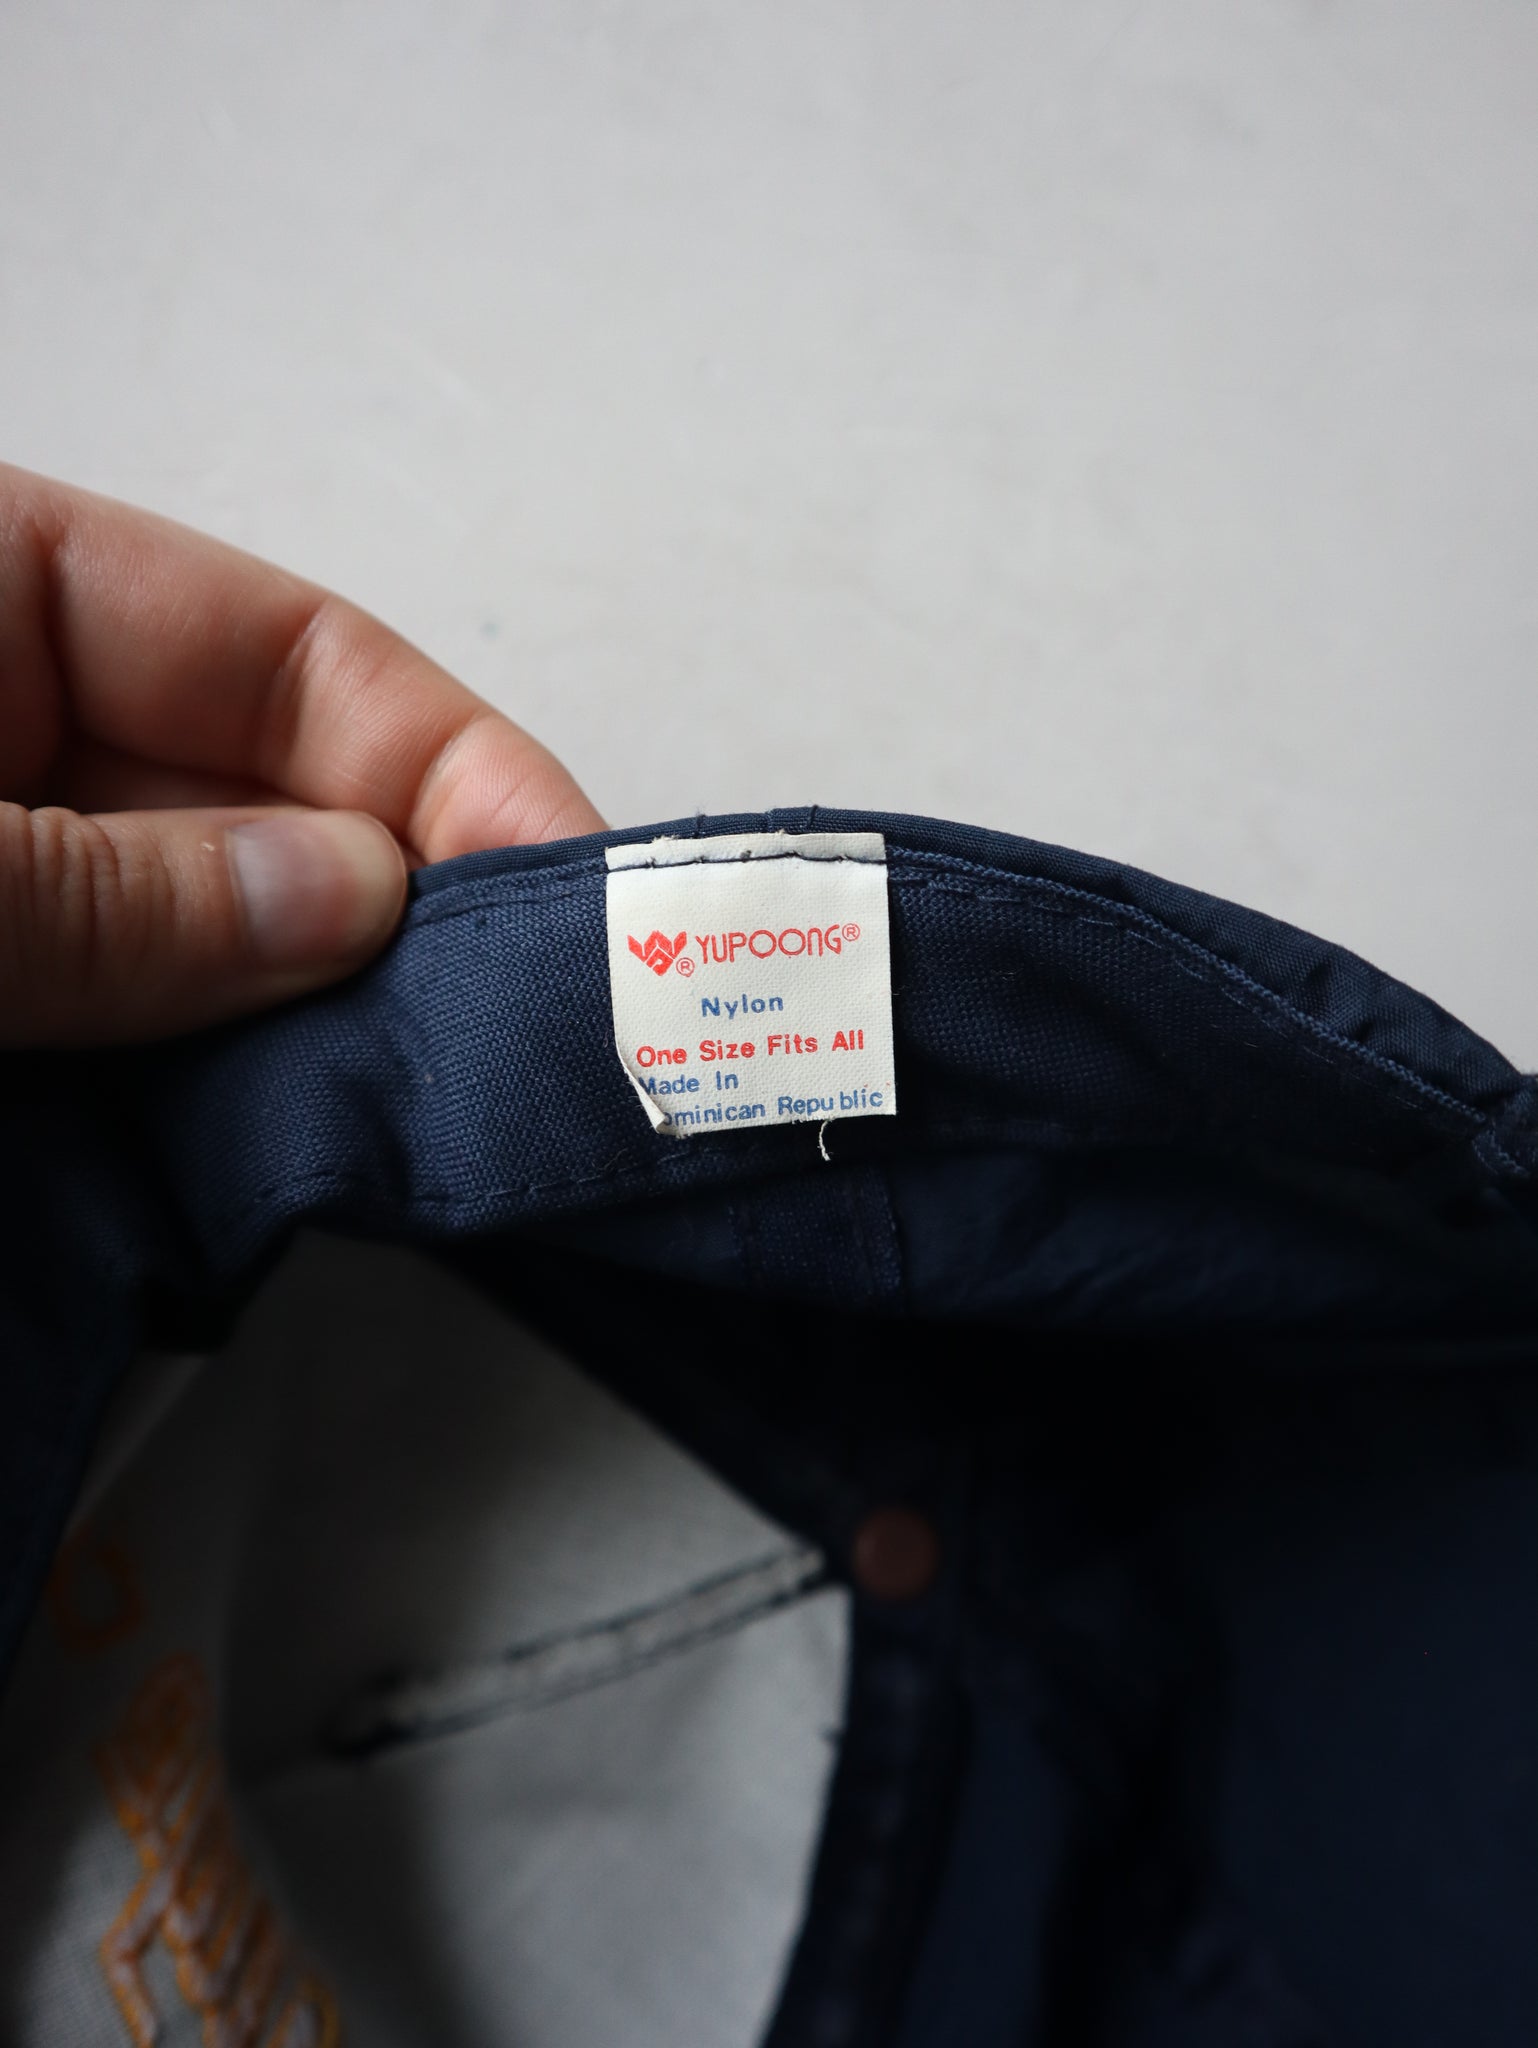 YUPOONG®
®
Nylon
One Size Fits All
Made In
ominican Republic